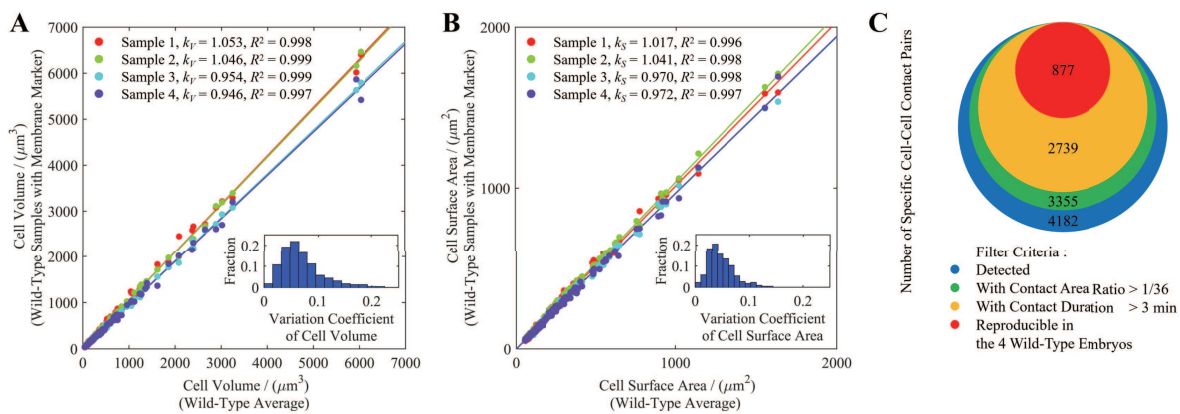 A
7000
6000
5000
4000
3000
2000
1000
0
Cell Volume / (μm³)
(Wild-Type Samples with Membrane Marker)
Sample 1, kV = 1.053, R² = 0.998
Sample 2, kV = 1.046, R² = 0.999
Sample 3, kV = 0.954, R² = 0.999
Sample 4, kV = 0.946, R² = 0.997
Fraction
0.2
0.1
0
0 0.1 0.2
Variation Coefficient
of Cell Volume
0 1000 2000 3000 4000 5000 6000 7000
Cell Volume / (μm³)
(Wild-Type Average)
B
2000
1000
0
Cell Surface Area / (μm²)
(Wild-Type Samples with Membrane Marker)
Sample 1, kS = 1.017, R² = 0.996
Sample 2, kS = 1.041, R² = 0.998
Sample 3, kS = 0.970, R² = 0.998
Sample 4, kS = 0.972, R² = 0.997
Fraction
0.2
0.1
0
0 0.1 0.2
Variation Coefficient
of Cell Surface Area
0 1000 2000
Cell Surface Area / (μm²)
(Wild-Type Average)
C
Number of Specific Cell-Cell Contact Pairs
877
2739
3355
4182
Filter Criteria :
Detected
With Contact Area Ratio > 1/36
With Contact Duration > 3 min
Reproducible in
the 4 Wild-Type Embryos